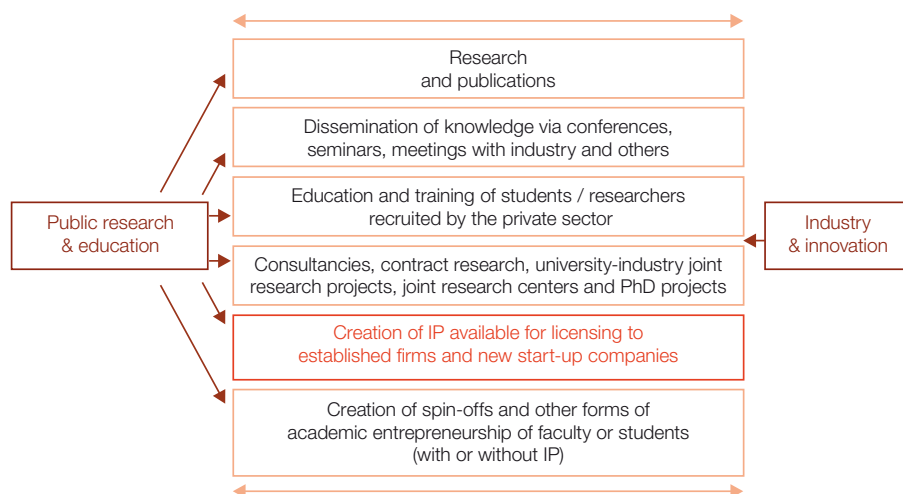 Research
and publications
Dissemination of knowledge via conferences,
seminars, meetings with industry and others
Education and training of students / researchers
recruited by the private sector
Public research
& education
Industry
& innovation
Consultancies, contract research, university-industry joint
research projects, joint research centers and PhD projects
Creation of IP available for licensing to
established firms and new start-up companies
Creation of spin-offs and other forms of
academic entrepreneurship of faculty or students
(with or without IP)